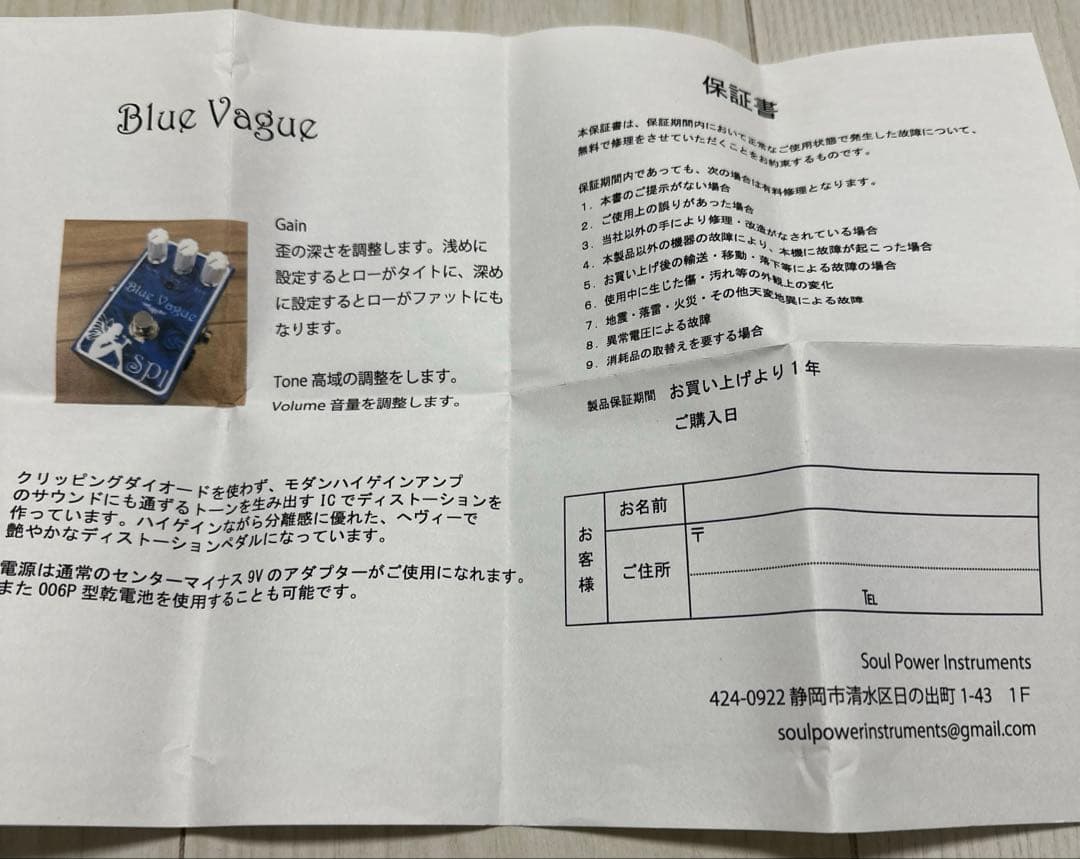 Blue Vague
Blue Vague
SPI
Gain
歪の深さを調整します。浅めに
設定するとローがタイトに、深め
に設定するとローがファットにも
なります。
Tone 高域の調整をします。
Volume 音量を調整します。
クリッピングダイオードを使わず、モダンハイゲインアンプ
のサウンドにも通ずるトーンを生み出す IC でディストーションを
作っています。ハイゲインながら分離感に優れた、ヘヴィーで
艶やかなディストーションペダルになっています。
電源は通常のセンターマイナス 9V のアダプターがご使用になれます。
また 006P 型乾電池を使用することも可能です。
保証書
本保証書は、保証期間内において正常なご使用状態で発生した故障について、
無料で修理をさせていただくことをお約束するものです。
保証期間内であっても、次の場合は有料修理となります。
1. 本書のご提示がない場合
2. ご使用上の誤りがあった場合
3. 当社以外の手により修理・改造がなされている場合
4. 本製品以外の機器の故障により、本機に故障が起こった場合
5. お買い上げ後の輸送・移動・落下等による故障の場合
6. 使用中に生じた傷・汚れ等の外観上の変化
7. 地震・落雷・火災・その他天変地異による故障
8. 異常電圧による故障
9. 消耗品の取替えを要する場合
製品保証期間 お買い上げより 1 年
ご購入日
お客様
お名前
ご住所
〒
℡
Soul Power Instruments
424-0922 静岡市清水区日の出町 1-43 1F
soulpowerinstruments@gmail.com